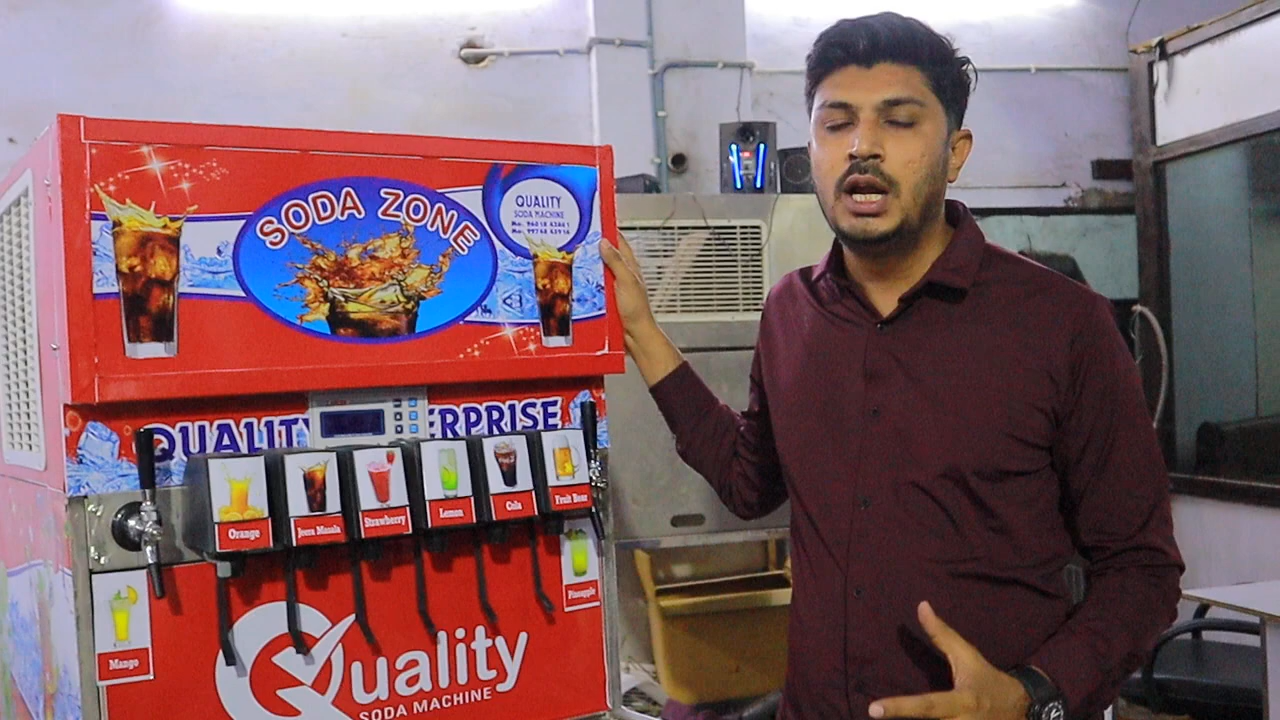 SODA ZONE
QUALITY
SODA MACHINE
QUALITY
ERPRISE
Orange
Jeera Masala
Strawberry
Lemon
Cola
Fruit Beer
Mango
Pineapple
Quality
SODA MACHINE